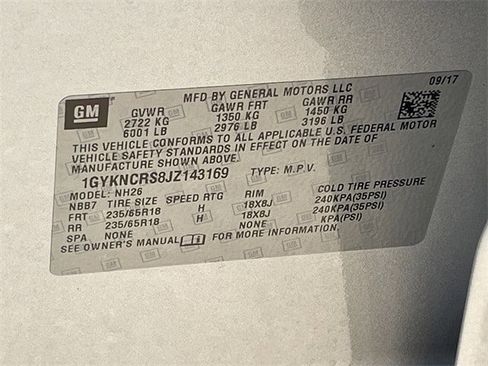 MFD BY GENERAL MOTORS LLC 09/17
GM
GVWR GAWR FRT GAWR RR
2722 KG 1350 KG 1450 KG
6001 LB 2976 LB 3196 LB
THIS VEHICLE CONFORMS TO ALL APPLICABLE U.S. FEDERAL MOTOR
VEHICLE SAFETY STANDARDS IN EFFECT ON THE DATE OF
MANUFACTURE SHOWN ABOVE.
1GYKNCRS8JZ143169 TYPE: M.P.V.
MODEL: NH26
NBB7 TIRE SIZE SPEED RTG RIM COLD TIRE PRESSURE
FRT 235/65R18 H 18X8J 240KPA(35PSI)
RR 235/65R18 H 18X8J 240KPA(35PSI)
SPA NONE NONE KPA(PSI)
SEE OWNER'S MANUAL FOR MORE INFORMATION.